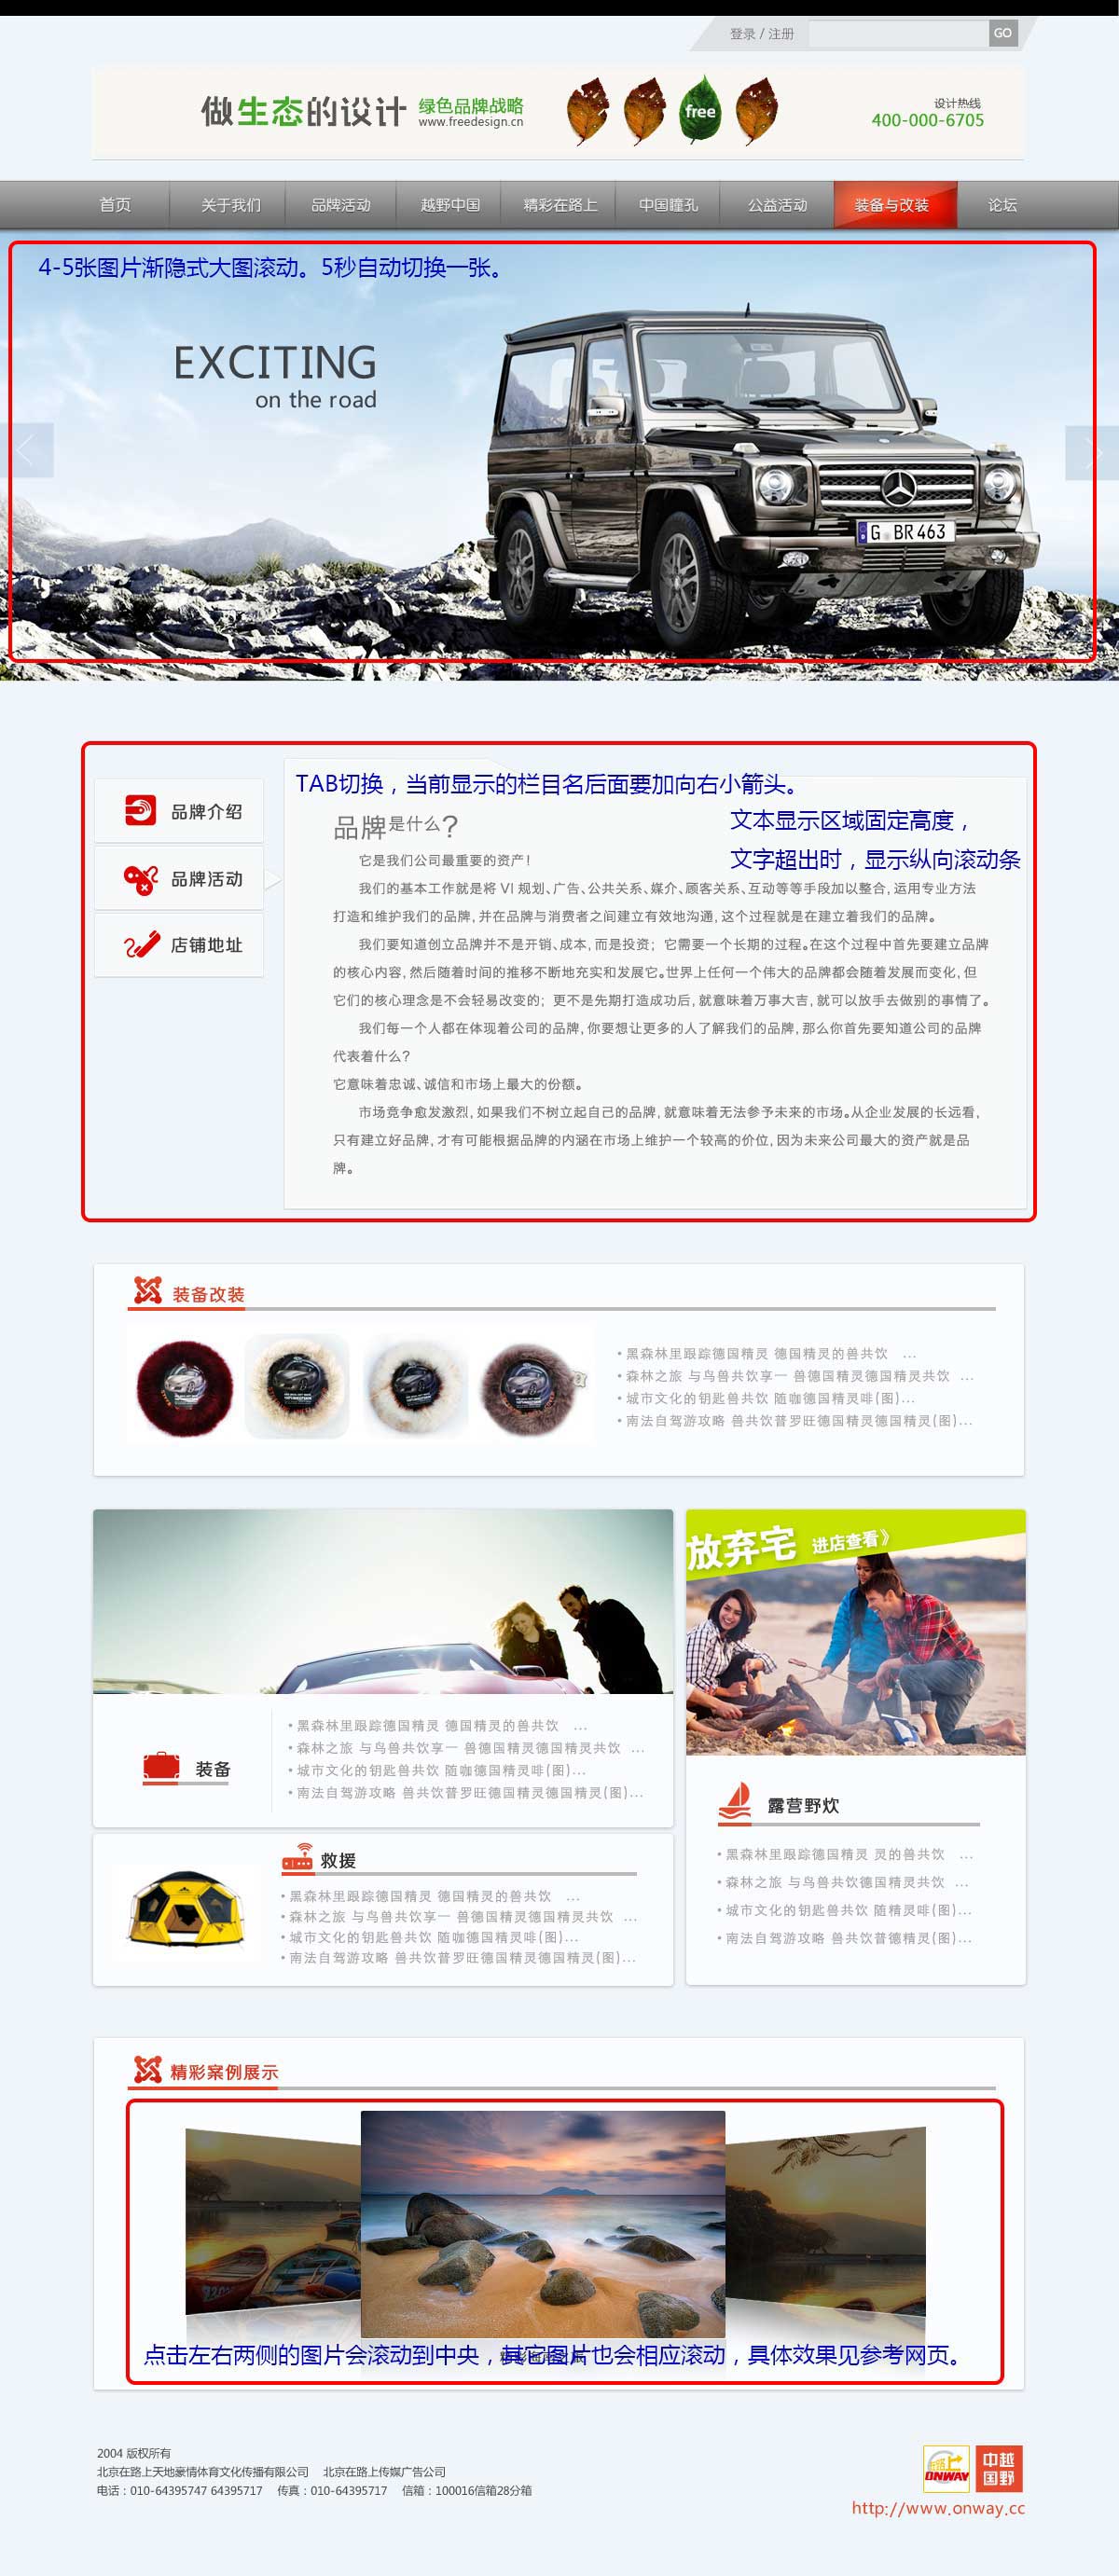 登录 / 注册
GO
做生态的设计
绿色品牌战略
www.freedesign.cn
free
设计热线
400-000-6705
首页
关于我们
品牌活动
越野中国
精彩在路上
中国瞳孔
公益活动
装备与改装
论坛
4-5张图片渐隐式大图滚动。5秒自动切换一张。
EXCITING
on the road
G BR 463
TAB切换，当前显示的栏目名后面要加向右小箭头。
文本显示区域固定高度，
文字超出时，显示纵向滚动条
品牌介绍
品牌活动
店铺地址
品牌是什么?
它是我们公司最重要的资产！
我们的基本工作就是将 VI 规划、广告、公共关系、媒介、顾客关系、互动等等手段加以整合，运用专业方法
打造和维护我们的品牌，并在品牌与消费者之间建立有效地沟通，这个过程就是在建立着我们的品牌。
我们要知道创立品牌并不是开销、成本，而是投资；它需要一个长期的过程。在这个过程中首先要建立品牌
的核心内容，然后随着时间的推移不断地充实和发展它。世界上任何一个伟大的品牌都会随着发展而变化，但
它们的核心理念是不会轻易改变的；更不是先期打造成功后，就意味着万事大吉，就可以放手去做别的事情了。
我们每一个人都在体现着公司的品牌，你要想让更多的人了解我们的品牌，那么你首先要知道公司的品牌
代表着什么?
它意味着忠诚、诚信和市场上最大的份额。
市场竞争愈发激烈，如果我们不树立起自己的品牌，就意味着无法参予未来的市场。从企业发展的长远看，
只有建立好品牌，才有可能根据品牌的内涵在市场上维护一个较高的价位，因为未来公司最大的资产就是品
牌。
装备改装
• 黑森林里跟踪德国精灵 德国精灵的兽共饮 ...
• 森林之旅 与鸟兽共饮享一 兽德国精灵德国精灵共饮 ...
• 城市文化的钥匙兽共饮 随咖德国精灵啡(图)...
• 南法自驾游攻略 兽共饮普罗旺德国精灵德国精灵(图)...
放弃宅 进店查看》
• 黑森林里跟踪德国精灵 德国精灵的兽共饮 ...
• 森林之旅 与鸟兽共饮享一 兽德国精灵德国精灵共饮 ...
• 城市文化的钥匙兽共饮 随咖德国精灵啡(图)...
• 南法自驾游攻略 兽共饮普罗旺德国精灵德国精灵(图)...
装备
救援
• 黑森林里跟踪德国精灵 德国精灵的兽共饮 ...
• 森林之旅 与鸟兽共饮享一 兽德国精灵德国精灵共饮 ...
• 城市文化的钥匙兽共饮 随咖德国精灵啡(图)...
• 南法自驾游攻略 兽共饮普罗旺德国精灵德国精灵(图)...
露营野炊
• 黑森林里跟踪德国精灵 灵的兽共饮 ...
• 森林之旅 与鸟兽共饮德国精灵共饮 ...
• 城市文化的钥匙兽共饮 随精灵啡(图)...
• 南法自驾游攻略 兽共饮普德精灵(图)...
精彩案例展示
点击左右两侧的图片会滚动到中央，其它图片也会相应滚动，具体效果见参考网页。
2004 版权所有
北京在路上天地豪情体育文化传播有限公司 北京在路上传媒广告公司
电话：010-64395747 64395717 传真：010-64395717 信箱：100016信箱28分箱
ONWAY
中越
国野
http://www.onway.cc